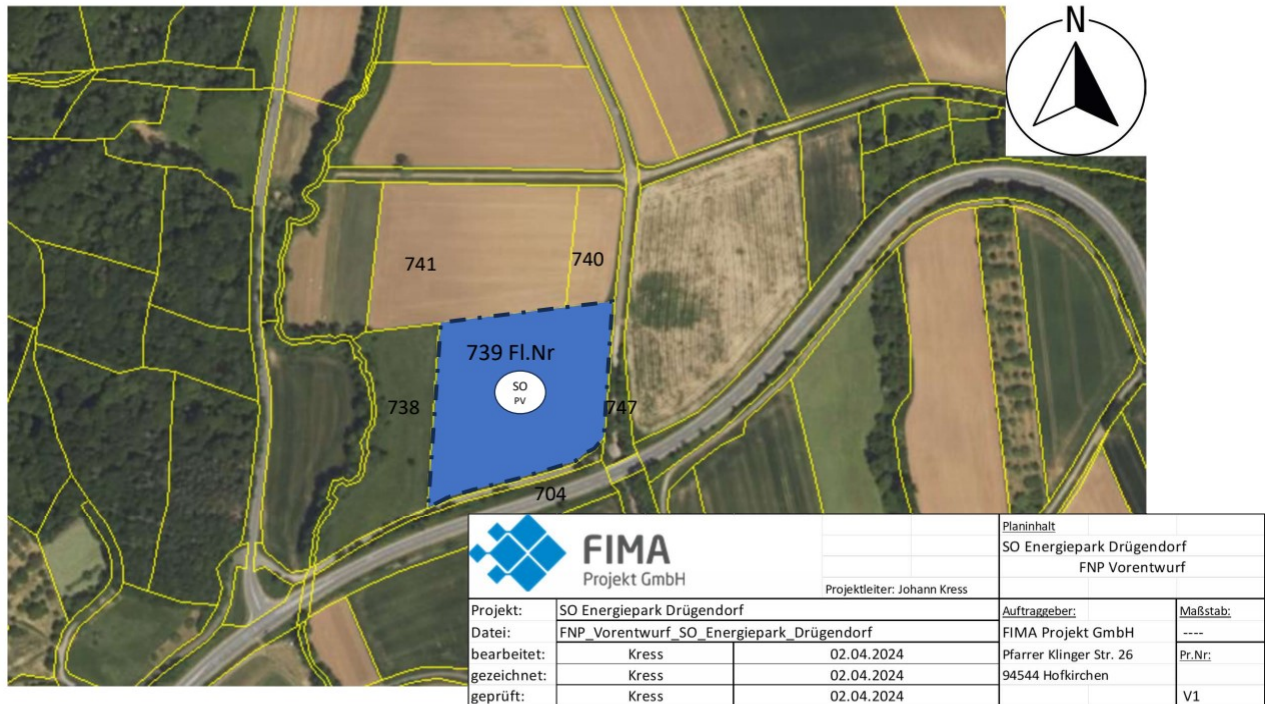 N
741
740
739 Fl.Nr
SO
PV
738
747
704
FIMA
Projekt GmbH
Projektleiter: Johann Kress
Planinhalt
SO Energiepark Drügendorf
FNP Vorentwurf
Projekt: SO Energiepark Drügendorf
Datei: FNP_Vorentwurf_SO_Energiepark_Drügendorf
bearbeitet: Kress 02.04.2024
gezeichnet: Kress 02.04.2024
geprüft: Kress 02.04.2024
Auftraggeber: Maßstab:
FIMA Projekt GmbH ----
Pfarrer Klinger Str. 26 Pr.Nr:
94544 Hofkirchen
V1